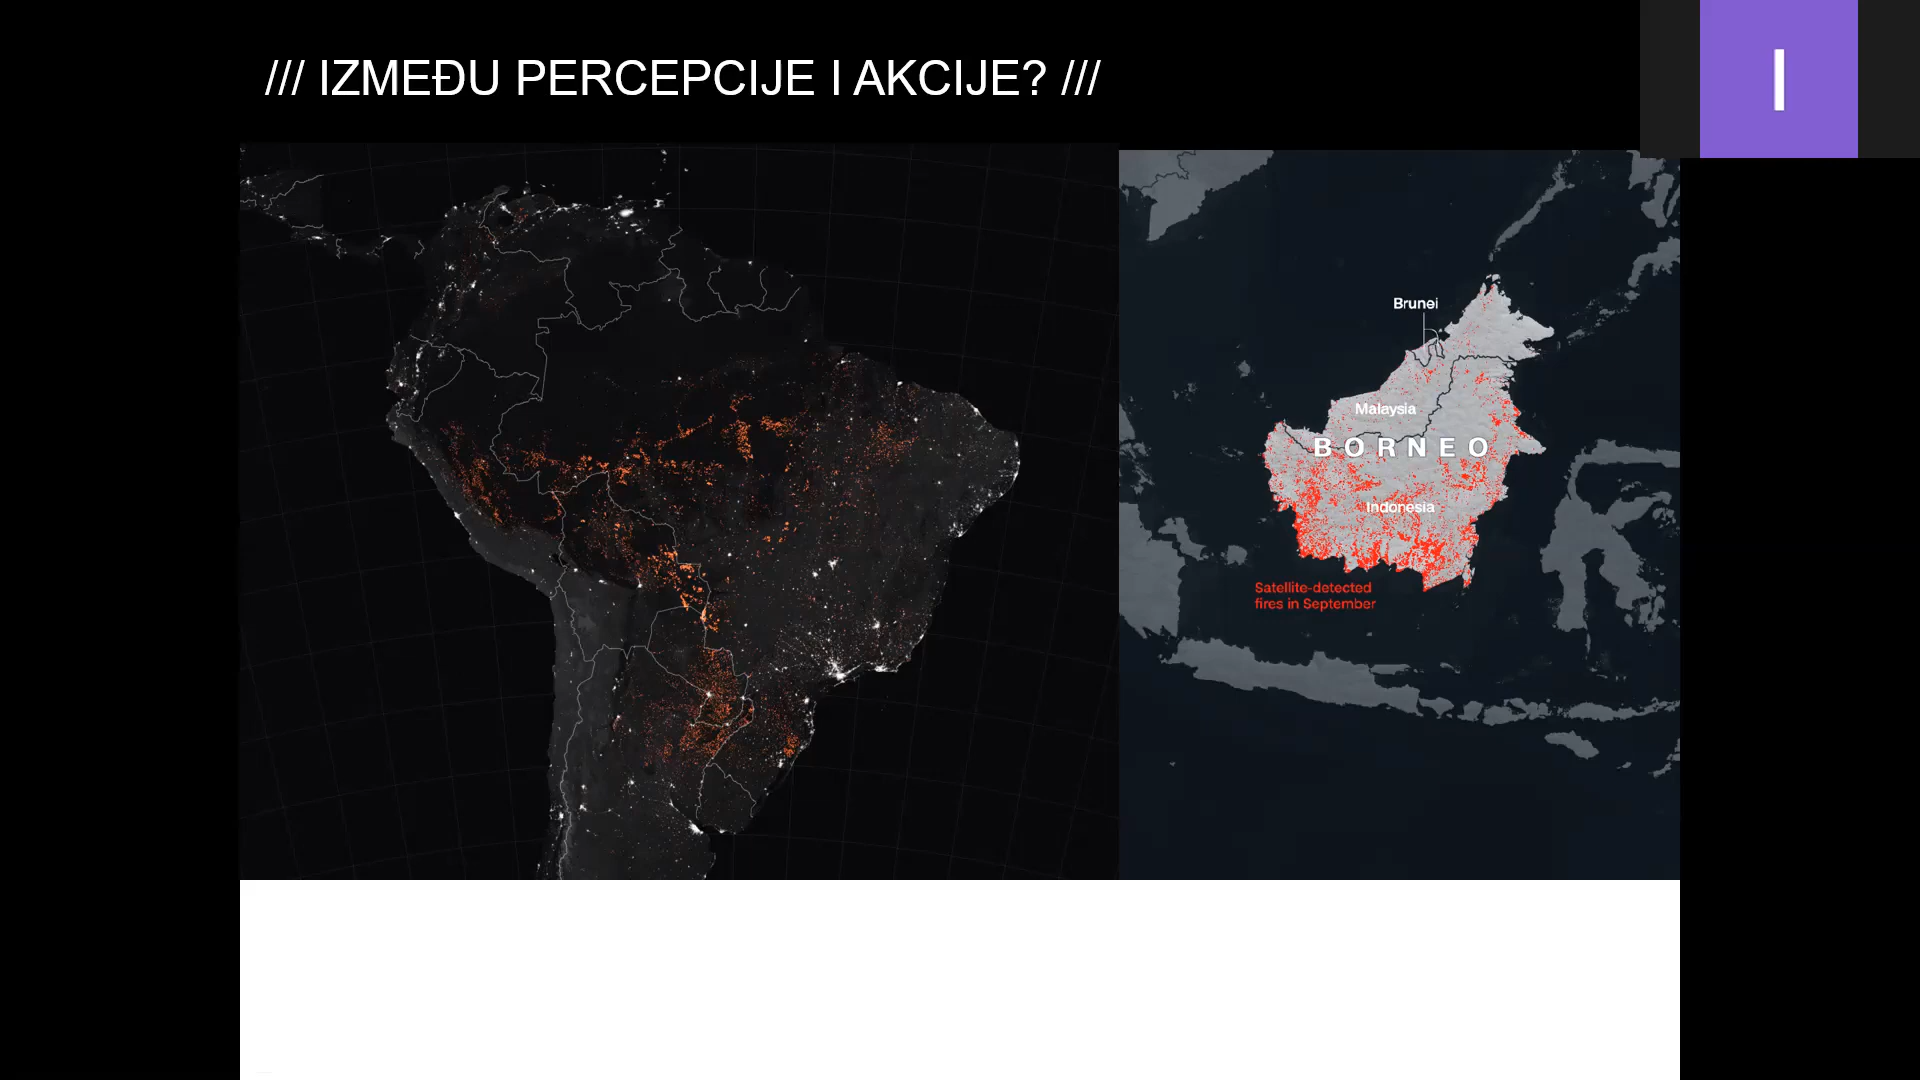 /// IZMEĐU PERCEPCIJE I AKCIJE? ///
I
Brunei
Malaysia
BORNEO
Indonesia
Satellite-detected
fires in September